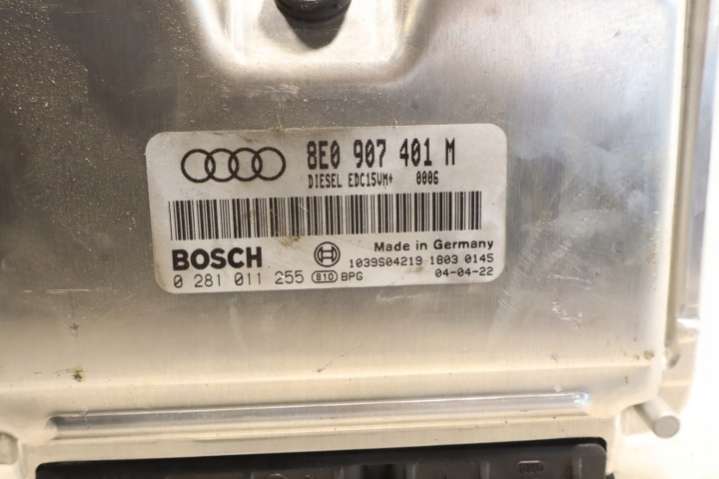 8E0 907 401 M
DIESEL EDC15VM+ 0006
BOSCH
Made in Germany
1039S04219 1803 0145
0 281 011 255 810 BPG 04-04-22